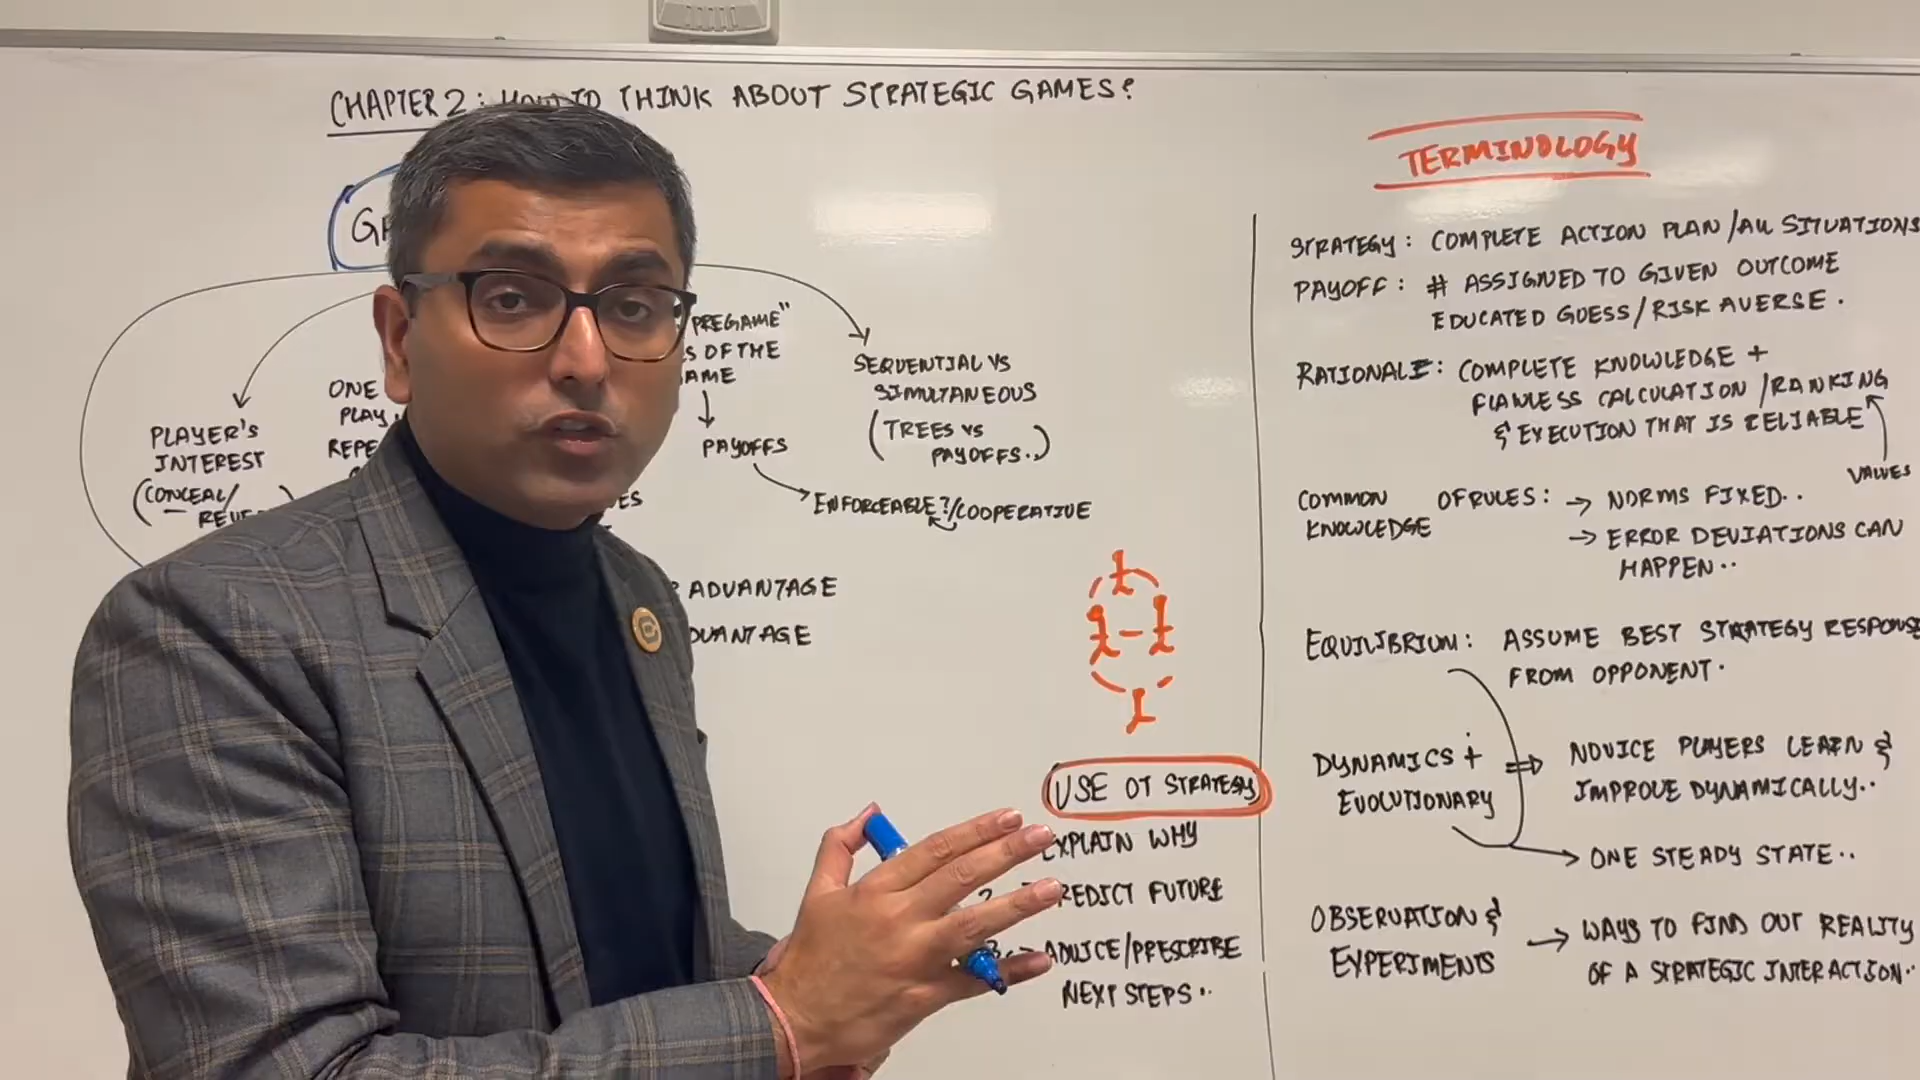 CHAPTER 2: HOW TO THINK ABOUT STRATEGIC GAMES?
PLAYER'S
INTEREST
(CONCEAL/
ONE
PLAY
PREGAME"
OF THE
PAYOFFS
ENFORCEABLE?/COOPERATIVE
SEQUENTIAL VS
SIMULTANEOUS
(TREES VS
PAYOFFS..)
ADVANTAGE
USE OF STRATEGY
EXPLAIN WHY
PREDICT FUTURE
3. → ADVICE/PRESCRIBE
NEXT STEPS..
TERMINOLOGY
STRATEGY: COMPLETE ACTION PLAN/ALL SITUATIONS
PAYOFF: # ASSIGNED TO GIVEN OUTCOME
EDUCATED GUESS/RISK AVERSE.
RATIONALE: COMPLETE KNOWLEDGE +
FLAWLESS CALCULATION/RANKING
& EXECUTION THAT IS RELIABLE
VALUES
COMMON KNOWLEDGE OF RULES: → NORMS FIXED..
→ ERROR DEVIATIONS CAN
HAPPEN..
EQUILIBRIUM: ASSUME BEST STRATEGY RESPONSE
FROM OPPONENT.
DYNAMICS +
EVOLUTIONARY
⇒ NOVICE PLAYERS LEARN &
IMPROVE DYNAMICALLY..
→ ONE STEADY STATE..
OBSERVATION &
EXPERIMENTS
→ WAYS TO FIND OUT REALITY
OF A STRATEGIC INTERACTION..